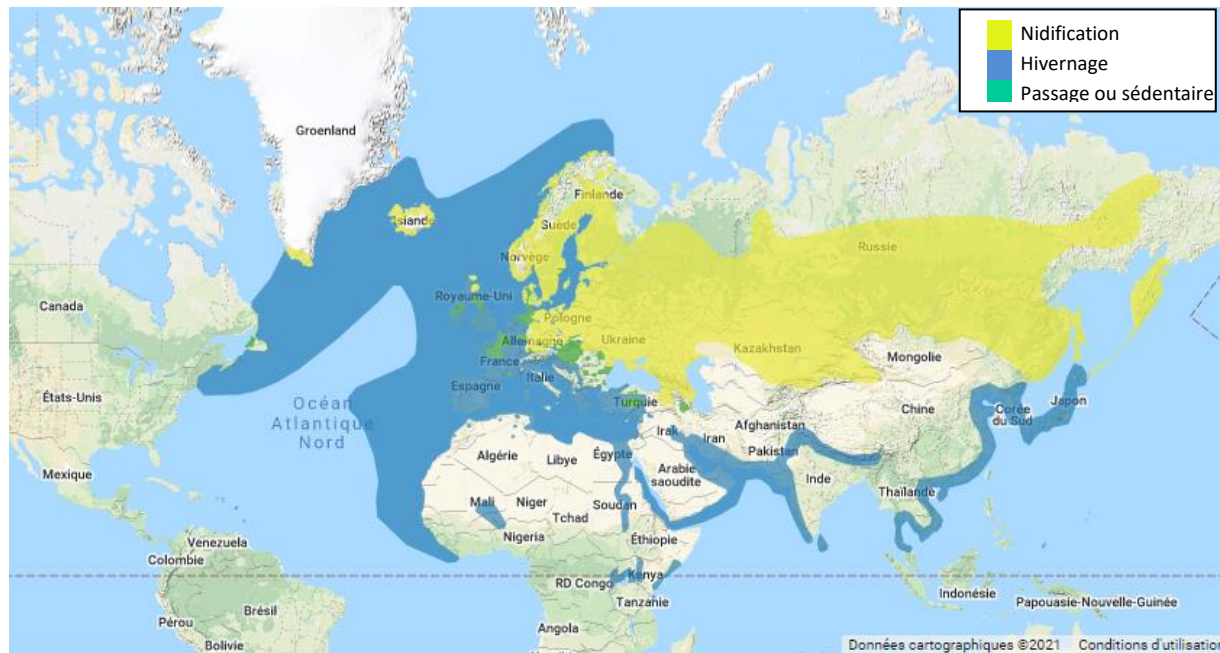 Nidification
Hivernage
Passage ou sédentaire
Groenland
Islande
Finlande
Suède
Norvège
Russie
Canada
Royaume-Uni
Pologne
Allemagne
Ukraine
Kazakhstan
Mongolie
France
Italie
Espagne
États-Unis
Océan
Atlantique
Nord
Turquie
Chine
Corée
du Sud
Japon
Afghanistan
Irak
Iran
Pakistan
Algérie
Libye
Égypte
Arabie
saoudite
Inde
Mexique
Mali
Niger
Tchad
Soudan
Thaïlande
Nigeria
Éthiopie
Venezuela
Colombie
RD Congo
Kenya
Tanzanie
Indonésie
Papouasie-Nouvelle-Guinée
Brésil
Pérou
Bolivie
Angola
Données cartographiques ©2021
Conditions d'utilisation